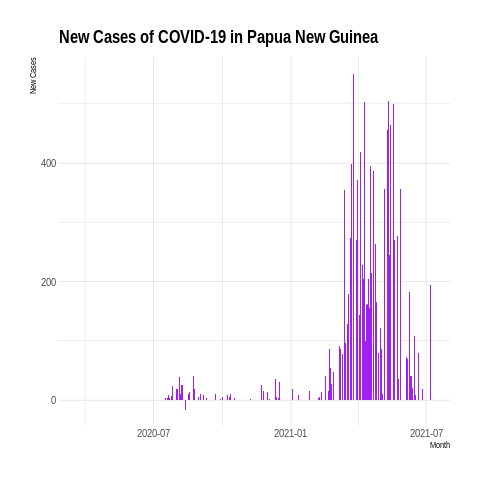 New Cases of COVID-19 in Papua New Guinea
New Cases
400
200
0
2020-07
2021-01
2021-07
Month